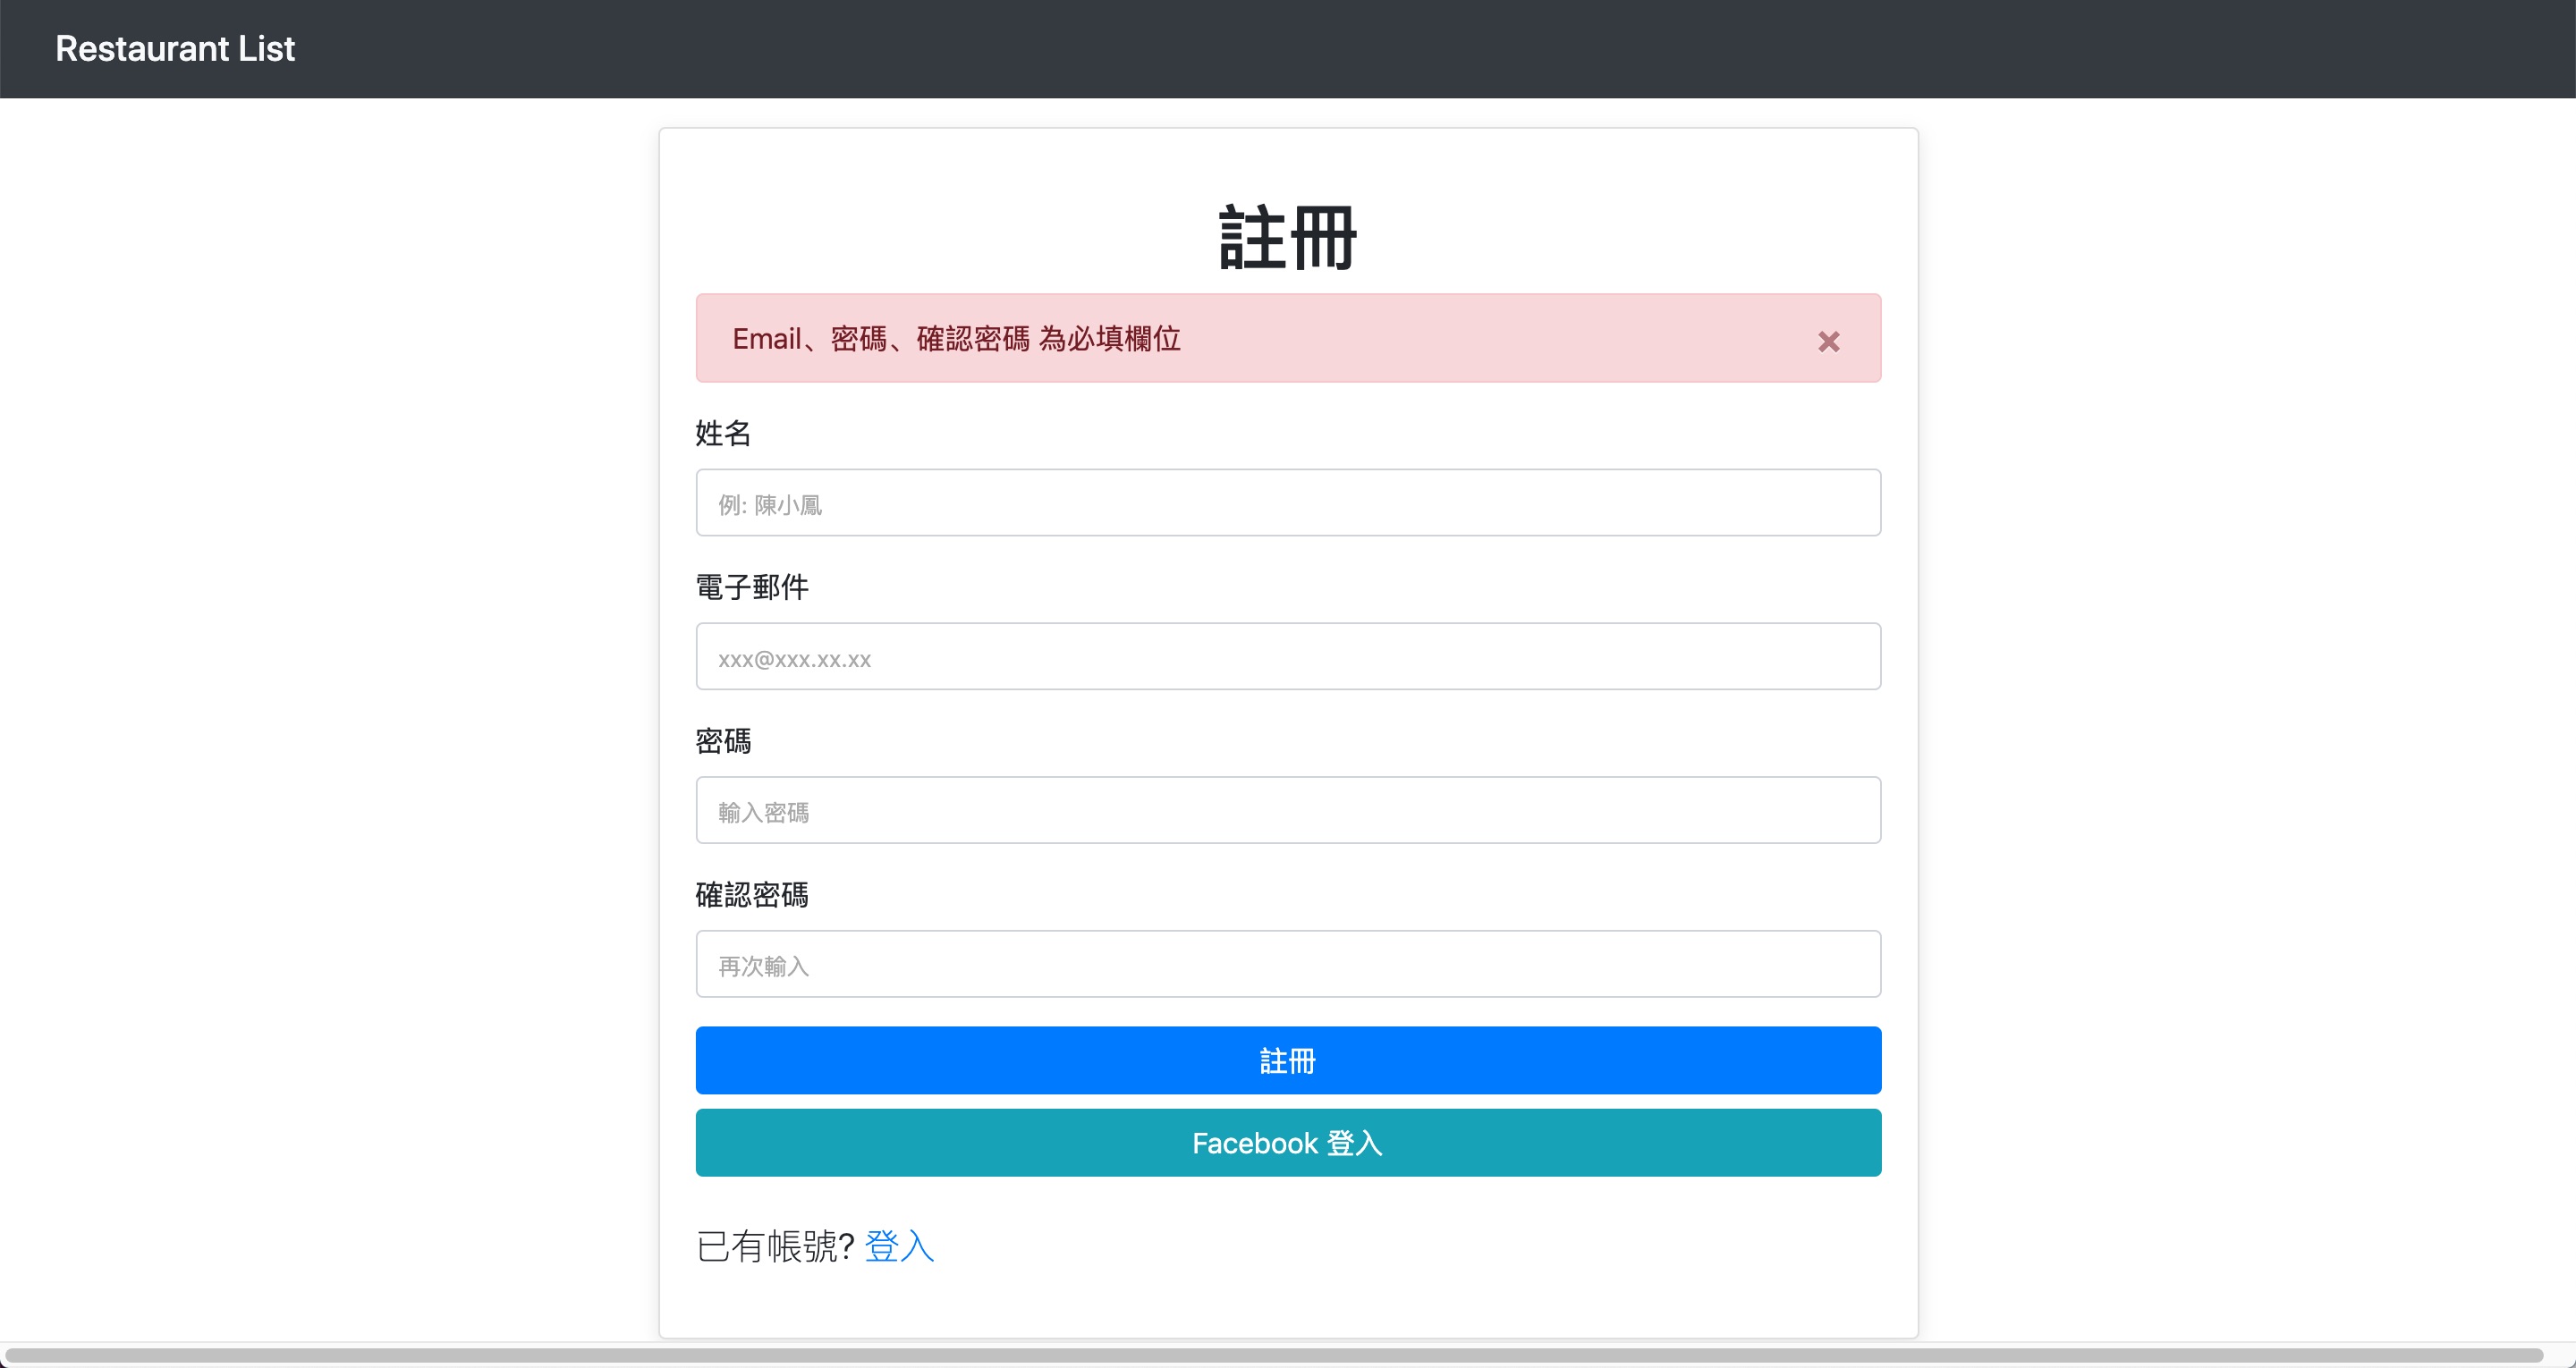 Restaurant List
註冊
Email、密碼、確認密碼 為必填欄位
姓名
例: 陳小鳳
電子郵件
xxx@xxx.xx.xx
密碼
輸入密碼
確認密碼
再次輸入
註冊
Facebook 登入
已有帳號? 登入